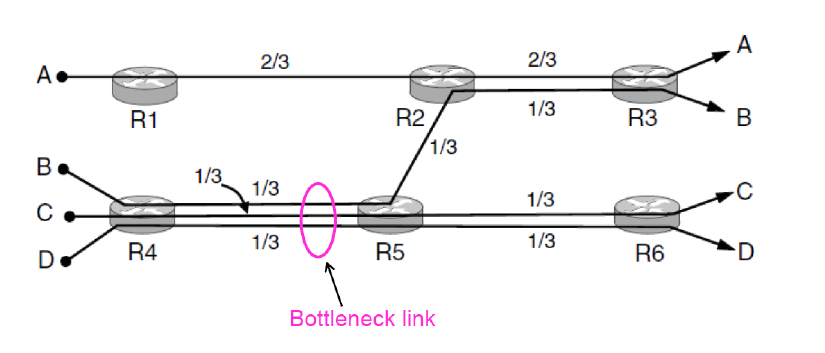 A 2/3 2/3 A
R1 R2 R3
1/3 B
1/3
B 1/3 1/3
C 1/3 C
D 1/3 1/3 D
R4 R5 R6
Bottleneck link